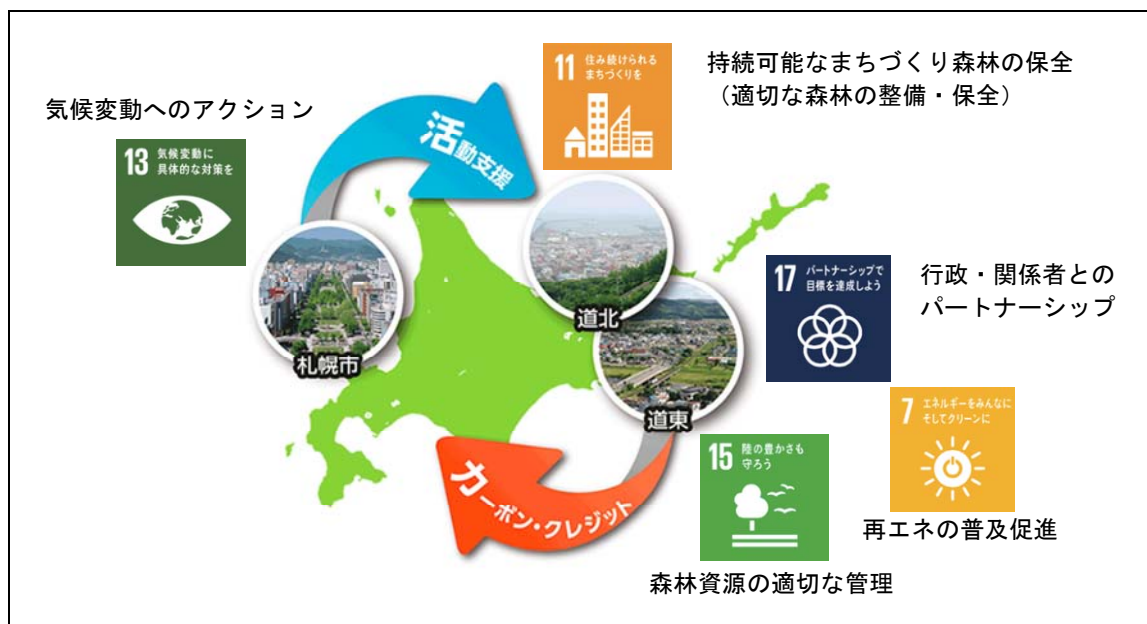 気候変動へのアクション
13 気候変動に
具体的な対策を
活動支援
11 住み続けられる
まちづくりを
持続可能なまちづくり森林の保全
（適切な森林の整備・保全）
札幌市
道北
道東
17 パートナーシップで
目標を達成しよう
行政・関係者との
パートナーシップ
7 エネルギーをみんなに
そしてクリーンに
再エネの普及促進
カーボン・クレジット
15 陸の豊かさも
守ろう
森林資源の適切な管理